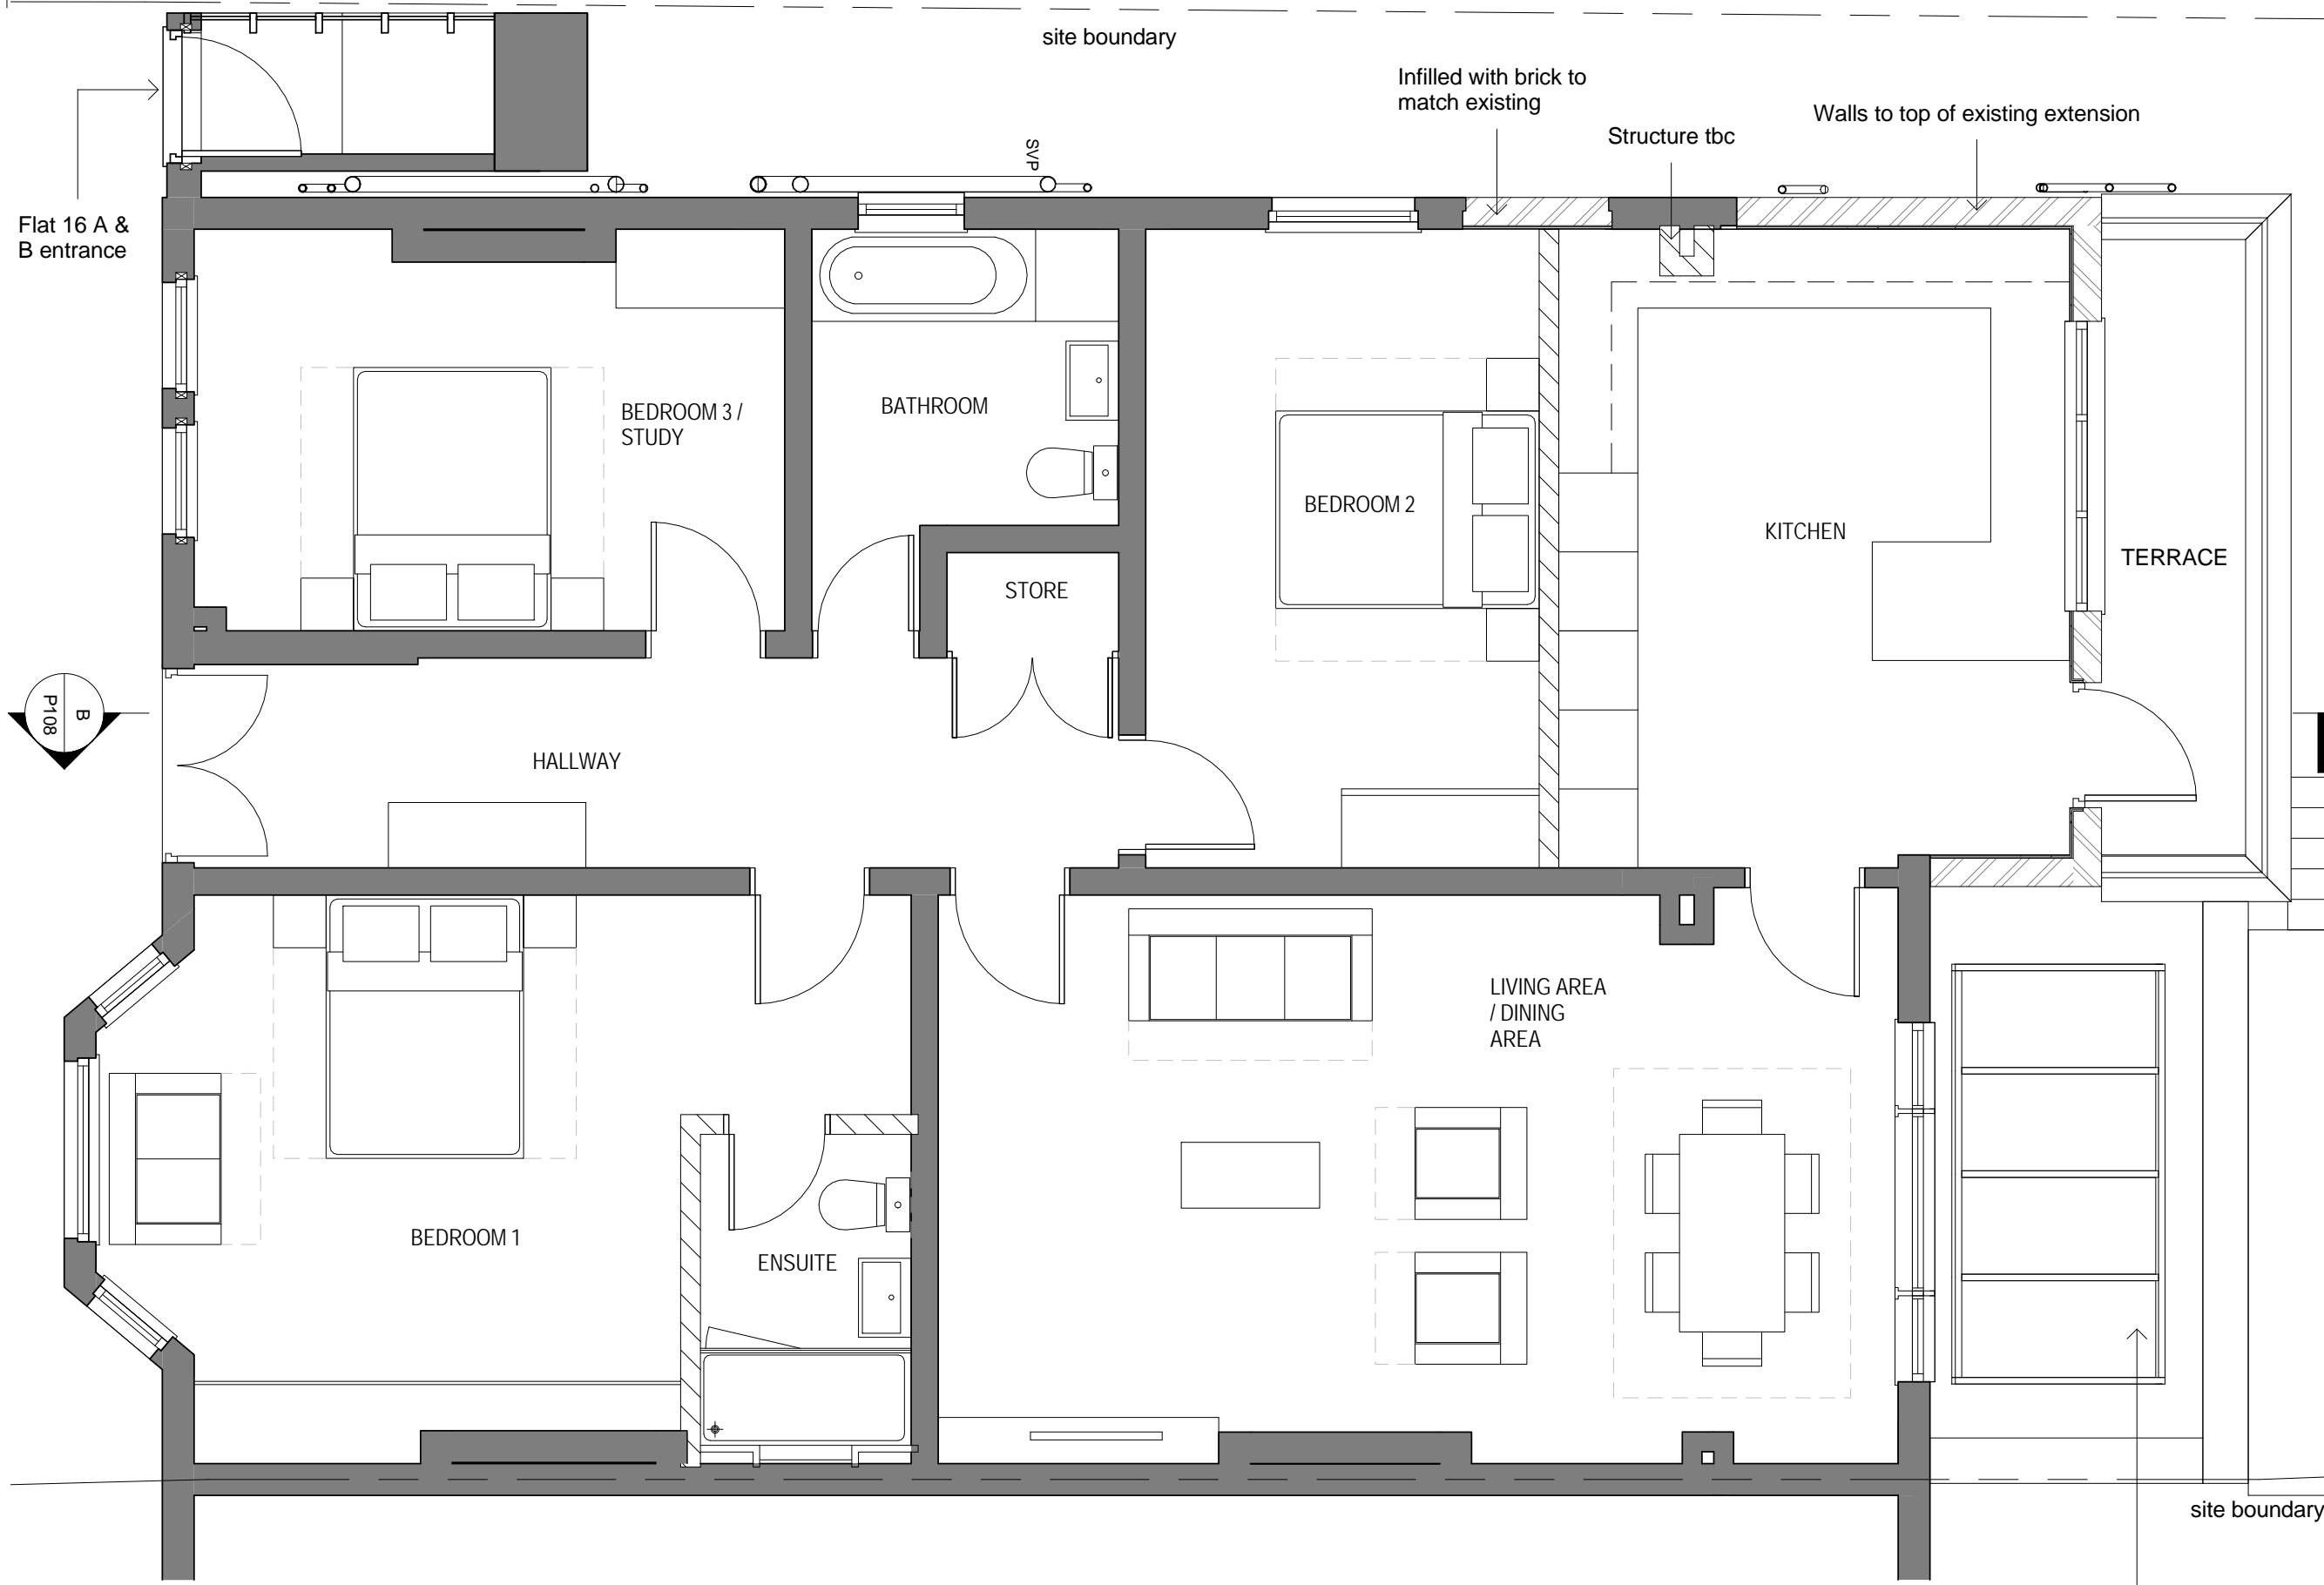 site boundary
Infilled with brick to
match existing
Walls to top of existing extension
Structure tbc
SVP
Flat 16 A &
B entrance
BEDROOM 3 /
STUDY
BATHROOM
BEDROOM 2
KITCHEN
TERRACE
STORE
B
P108
HALLWAY
LIVING AREA
/ DINING
AREA
BEDROOM 1
ENSUITE
site boundary